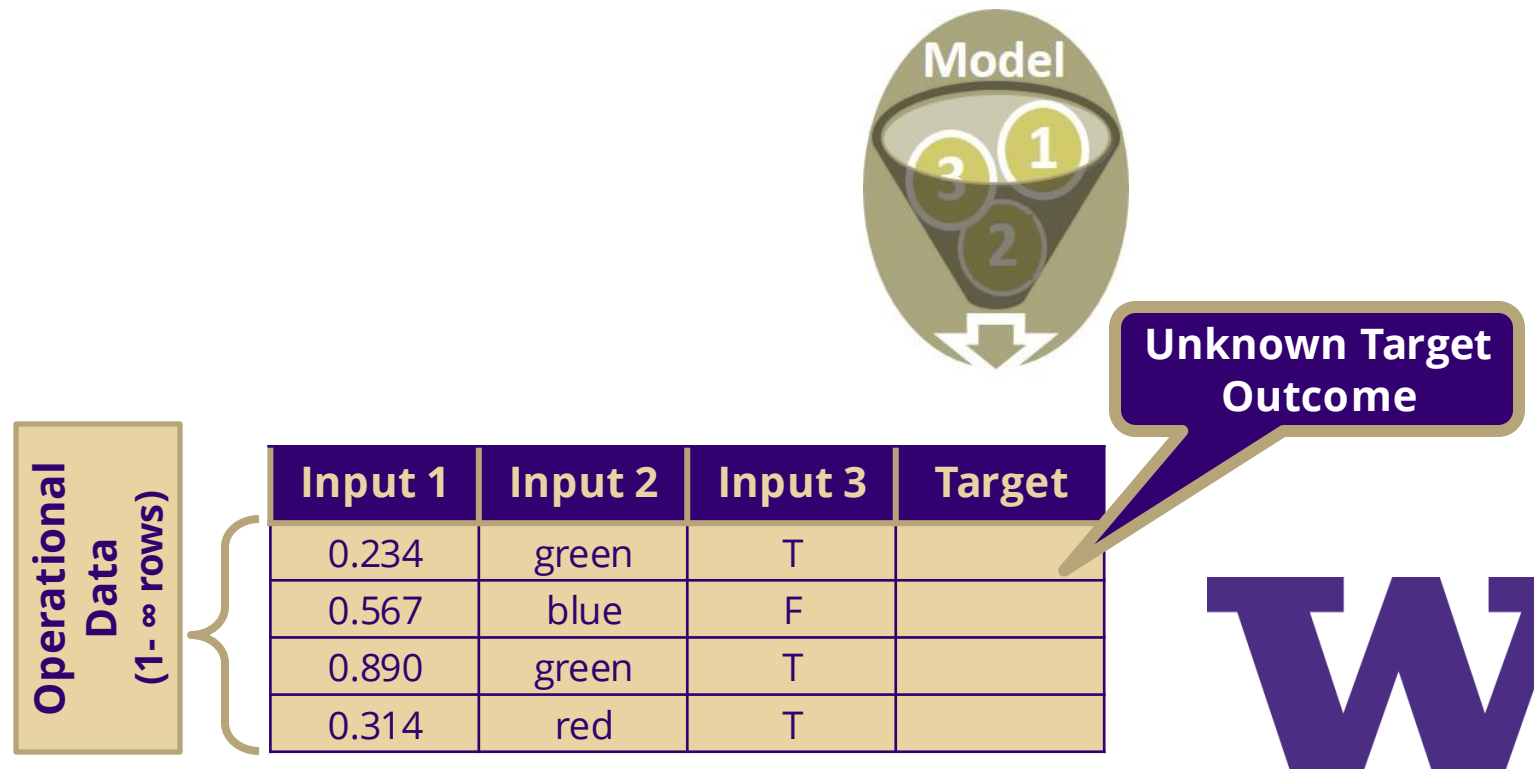 Model
1
3
2
Unknown Target
Outcome
Operational
Data
(1- ∞ rows)
Input 1 Input 2 Input 3 Target
0.234 green T
0.567 blue F
0.890 green T
0.314 red T
W